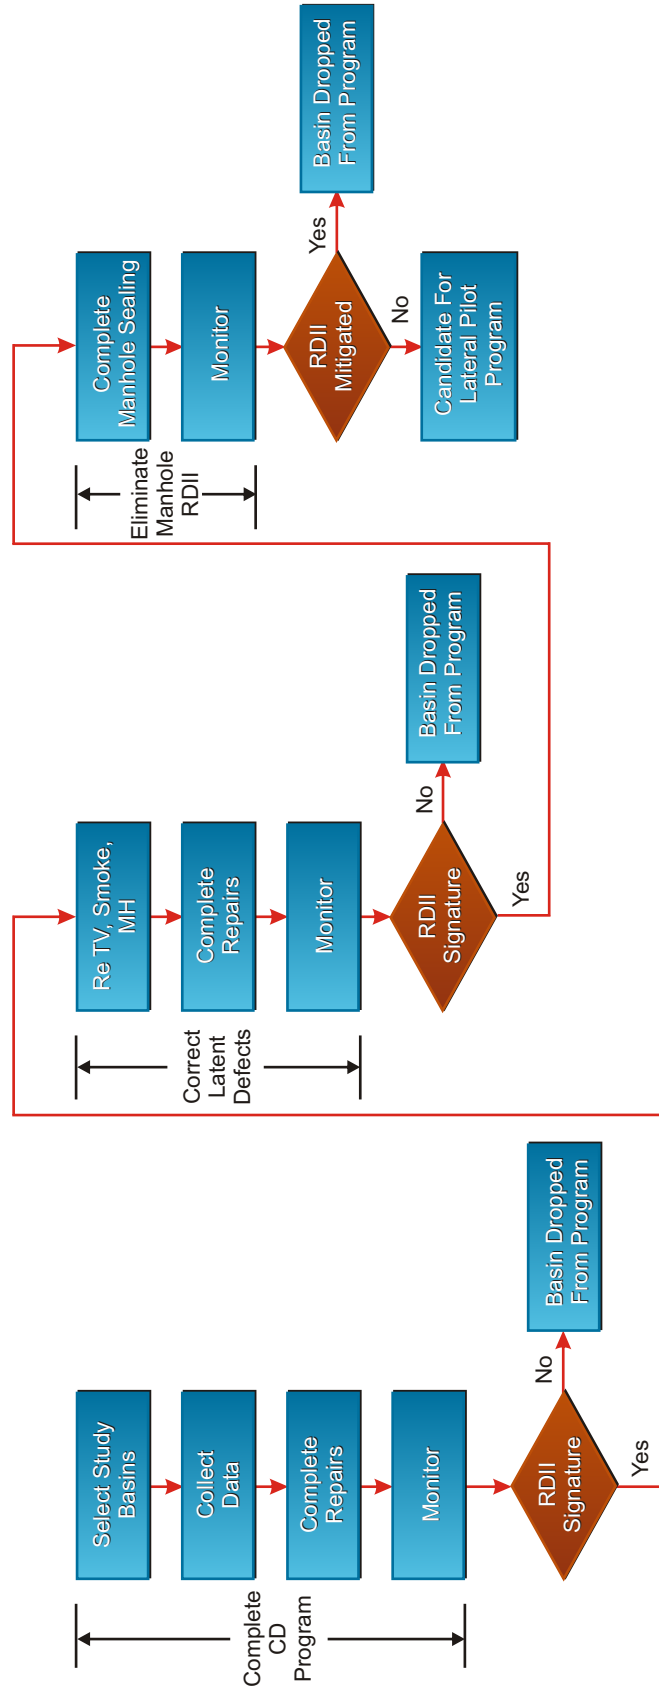 Complete
CD
Program
Select Study
Basins
Collect
Data
Complete
Repairs
Monitor
RDII
Signature
No
Basin Dropped
From Program
Yes
Correct
Latent
Defects
Re TV, Smoke,
MH
Complete
Repairs
Monitor
RDII
Signature
No
Basin Dropped
From Program
Yes
Eliminate
Manhole
RDII
Complete
Manhole Sealing
Monitor
RDII
Mitigated
Yes
Basin Dropped
From Program
No
Candidate For
Lateral Pilot
Program